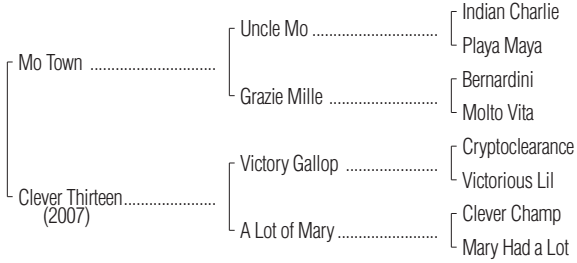 Indian Charlie
Uncle Mo ................................
Playa Maya
Mo Town ................................
Bernardini
Grazie Mille ............................
Molto Vita
Cryptoclearance
Victory Gallop .......................
Victorious Lil
Clever Thirteen.......................
(2007)
Clever Champ
A Lot of Mary .........................
Mary Had a Lot